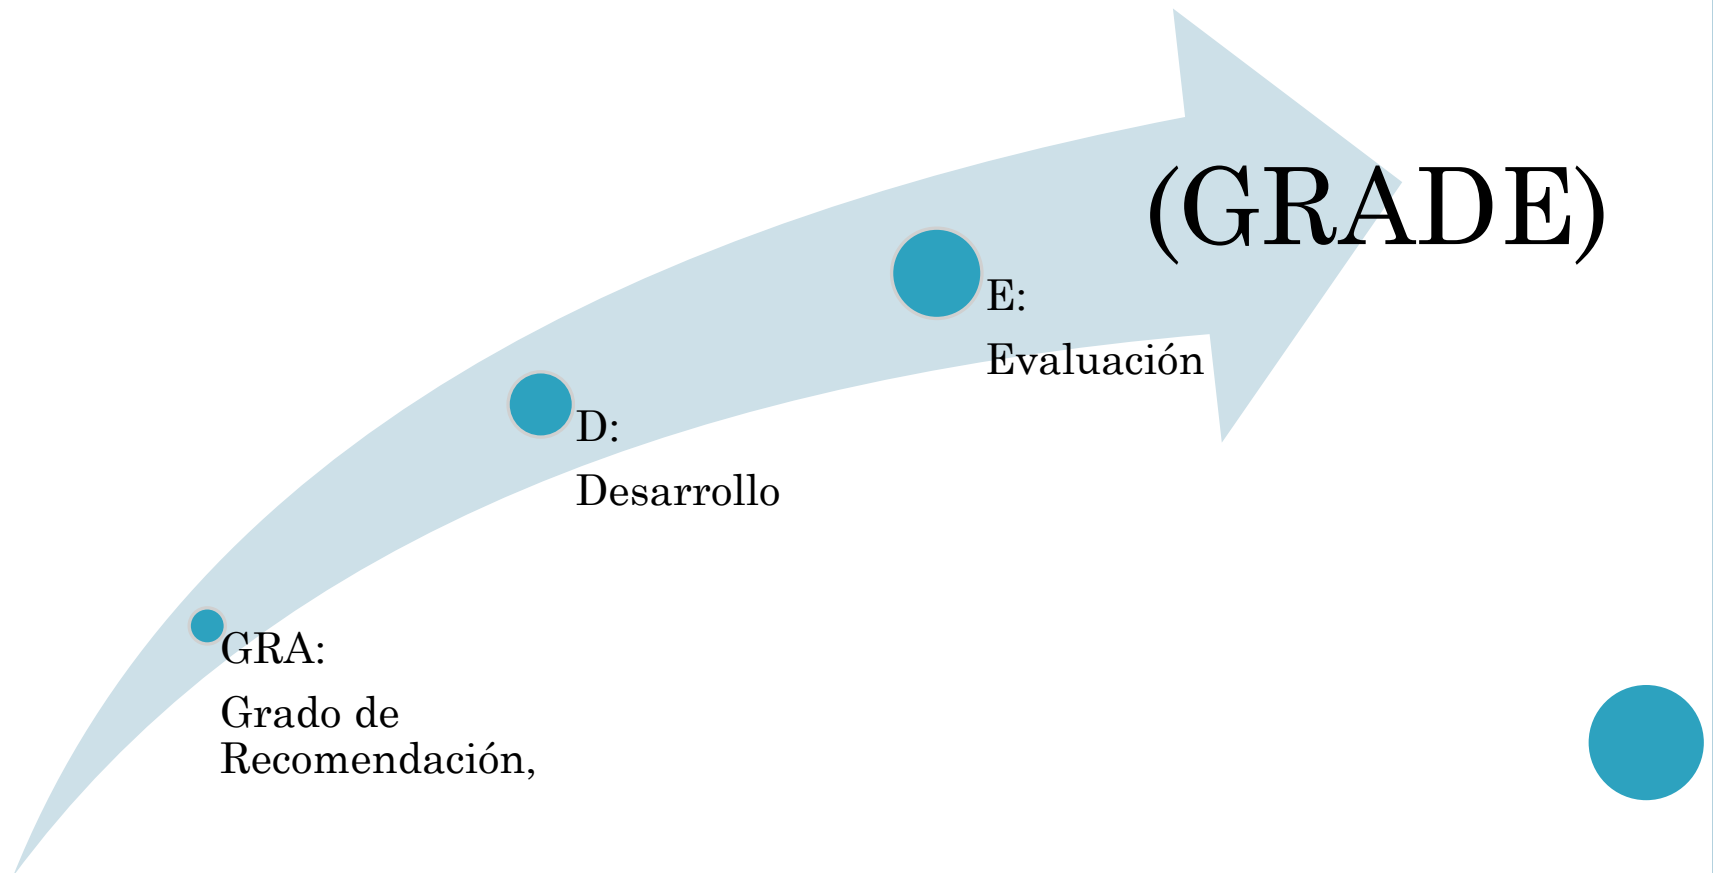 (GRADE)
E:
Evaluación
D:
Desarrollo
GRA:
Grado de
Recomendación,